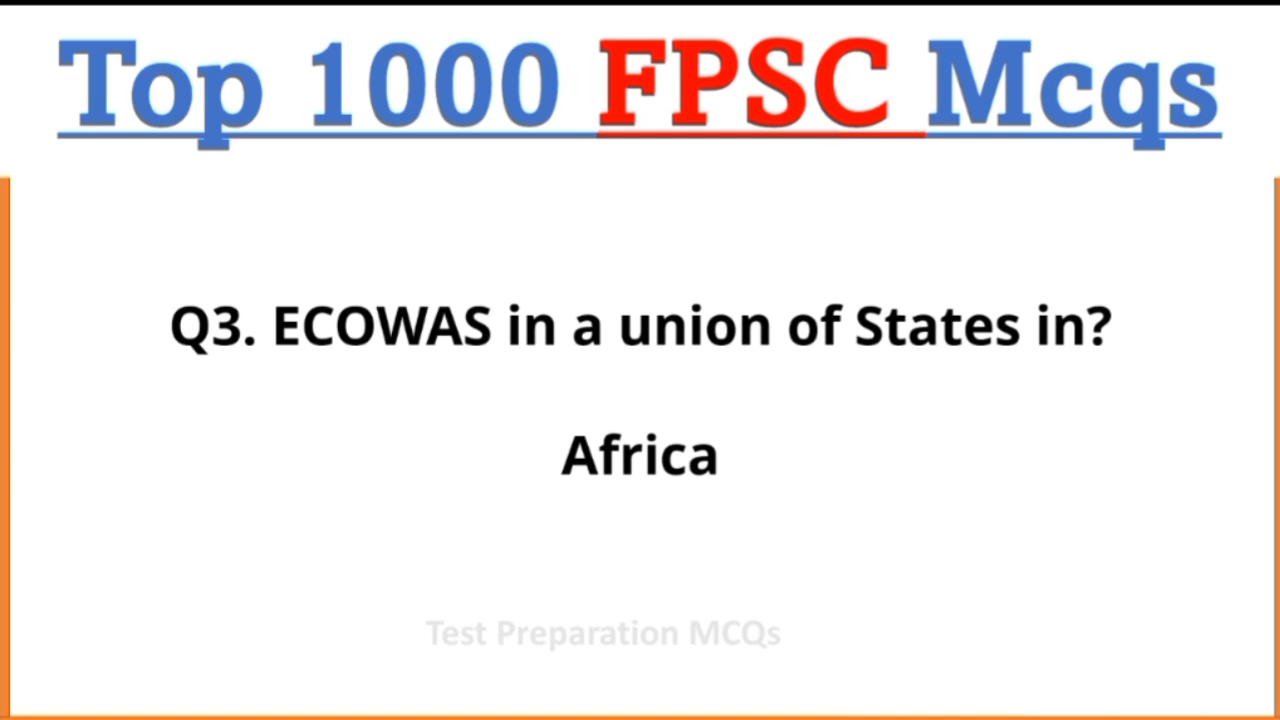 Top 1000 FPSC Mcqs
Q3. ECOWAS in a union of States in?
Africa
Test Preparation MCQs